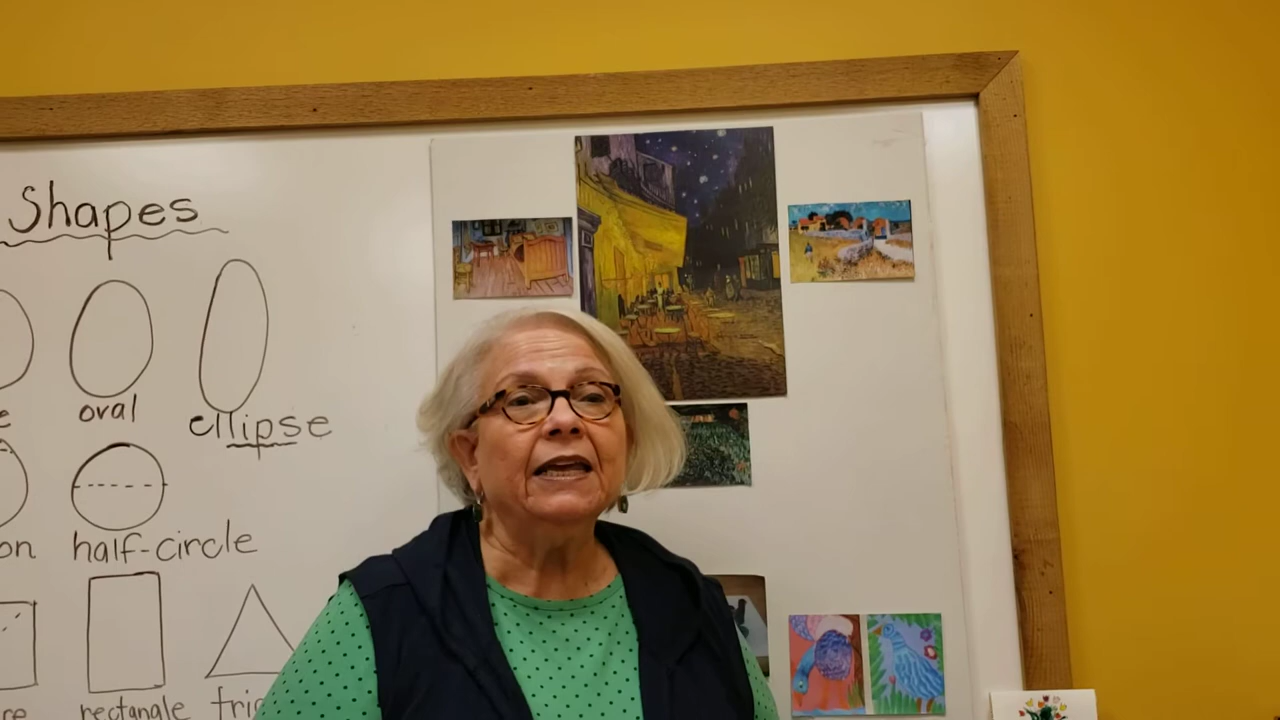 Shapes
oval
ellipse
half-circle
rectangle